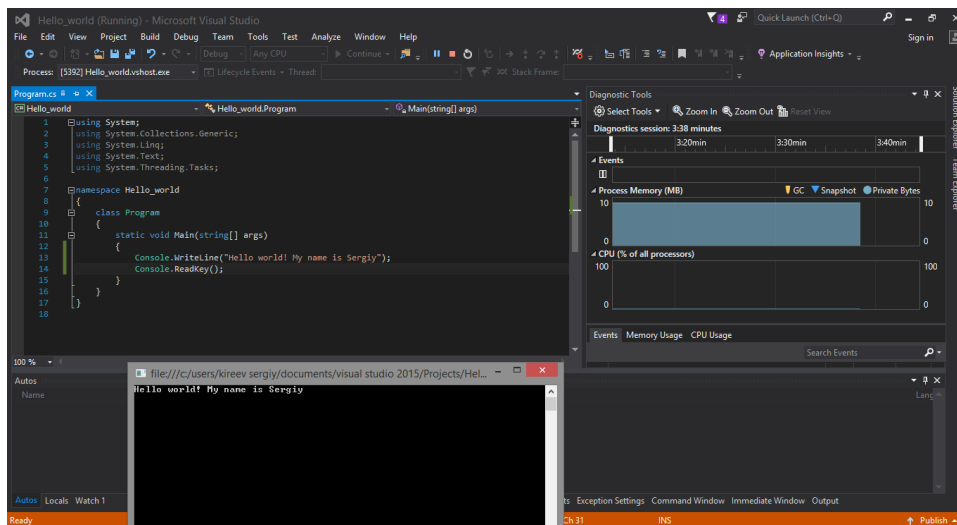 Hello_world (Running) - Microsoft Visual Studio
4
Quick Launch (Ctrl+Q)
File Edit View Project Build Debug Team Tools Test Analyze Window Help
Sign in
Debug Any CPU Continue Application Insights
Process: [5392] Hello_world.vshost.exe Lifecycle Events Thread: Stack Frame:
Program.cs
Hello_world Hello_world.Program Main(string[] args)
1 using System;
2 using System.Collections.Generic;
3 using System.Linq;
4 using System.Text;
5 using System.Threading.Tasks;
6
7 namespace Hello_world
8 {
9 class Program
10 {
11 static void Main(string[] args)
12 {
13 Console.WriteLine("Hello world! My name is Sergiy");
14 Console.ReadKey();
15 }
16 }
17 }
18
100 %
Diagnostic Tools
Select Tools Zoom In Zoom Out Reset View
Diagnostics session: 3:38 minutes
3:20min 3:30min 3:40min
Events
Process Memory (MB) GC Snapshot Private Bytes
10 10
0 0
CPU (% of all processors)
100 100
0 0
Events Memory Usage CPU Usage
Search Events
Solution Explorer
Team Explorer
Autos
Name
Lang
file:///c:/users/kireev sergiy/documents/visual studio 2015/Projects/Hel...
Hello world! My name is Sergiy
Autos Locals Watch 1
Exception Settings Command Window Immediate Window Output
Ready
Ch 31 INS
Publish